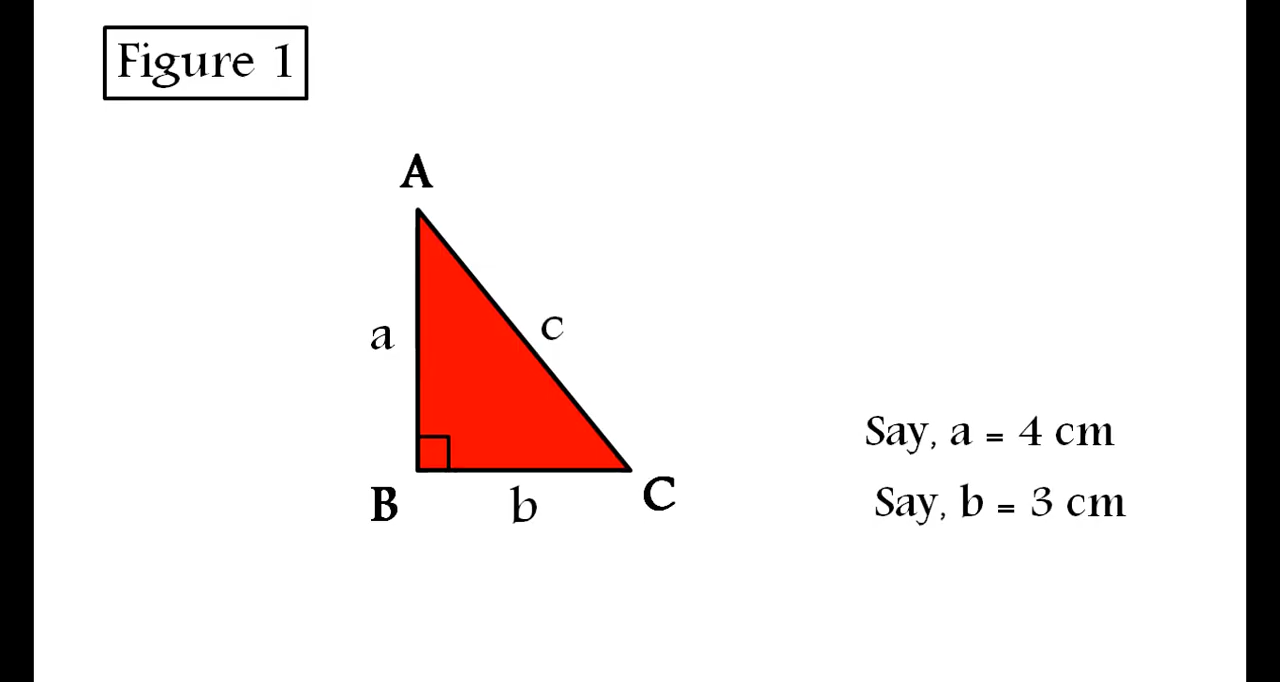 Figure 1
A
a
c
B
b
C
Say, a = 4 cm
Say, b = 3 cm